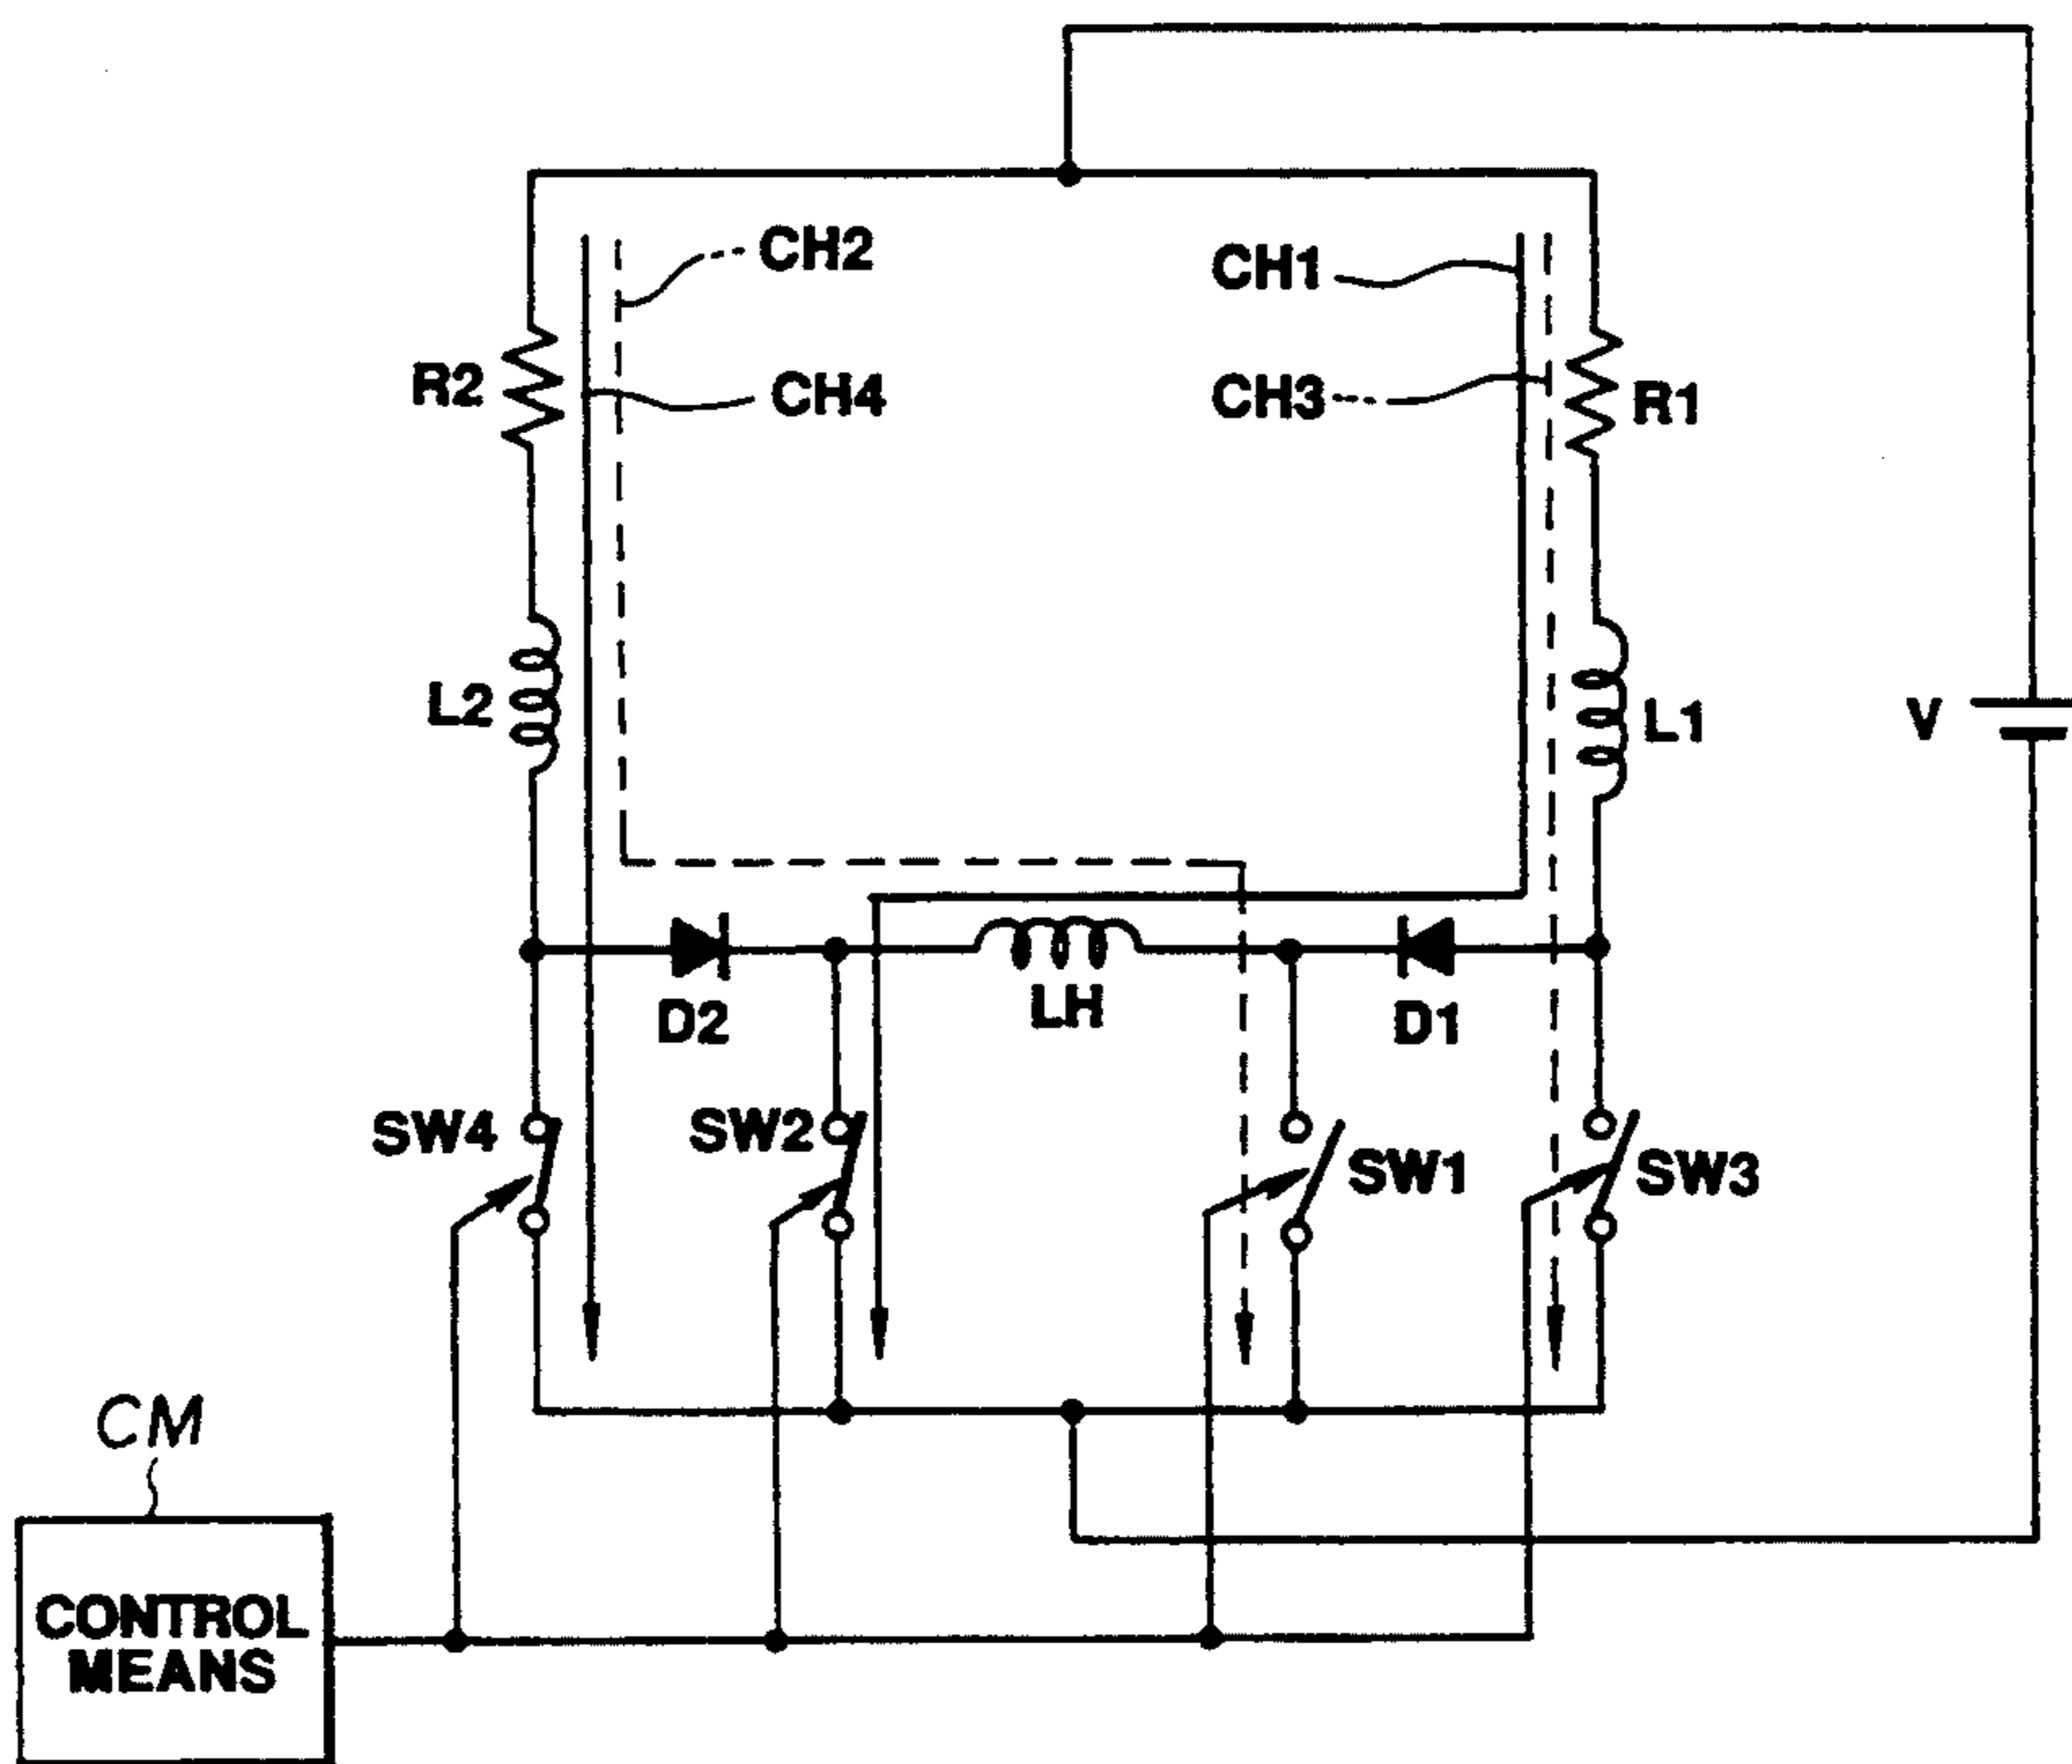 CH2
CH1
R2
CH4
CH3
R1
L2
L1
V
D2
LH
D1
SW4
SW2
SW1
SW3
CM
CONTROL
MEANS